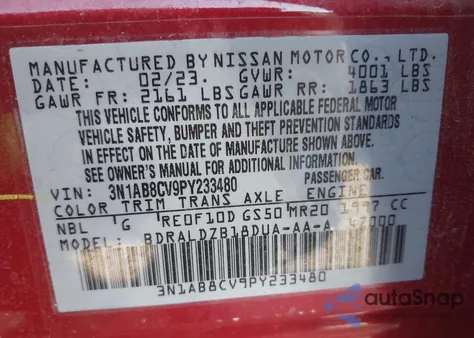 MANUFACTURED BY NISSAN MOTOR CO., LTD.
DATE: 02/23. GVWR: 4001 LBS
GAWR FR: 2161 LBS GAWR RR: 1863 LBS
THIS VEHICLE CONFORMS TO ALL APPLICABLE FEDERAL MOTOR
VEHICLE SAFETY, BUMPER AND THEFT PREVENTION STANDARDS
IN EFFECT ON THE DATE OF MANUFACTURE SHOWN ABOVE.
SEE OWNER'S MANUAL FOR ADDITIONAL INFORMATION.
VIN: 3N1AB8CV9PY233480 PASSENGER CAR.
COLOR TRIM TRANS AXLE ENGINE
NBL G RE0F10D GS50 MR20 1997 CC
MODEL: BDRALDZB18DUA-AA-A
3N1AB8CV9PY233480
autoSnap